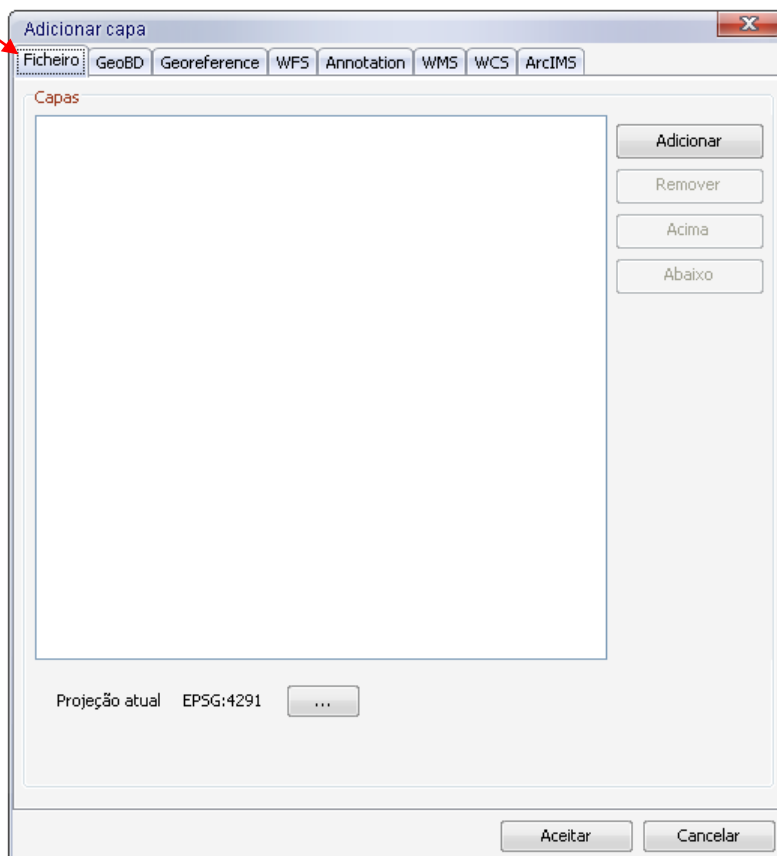 Adicionar capa
Ficheiro GeoBD Georeference WFS Annotation WMS WCS ArcIMS
Capas
Adicionar
Remover
Acima
Abaixo
Projeção atual EPSG:4291 ...
Aceitar Cancelar